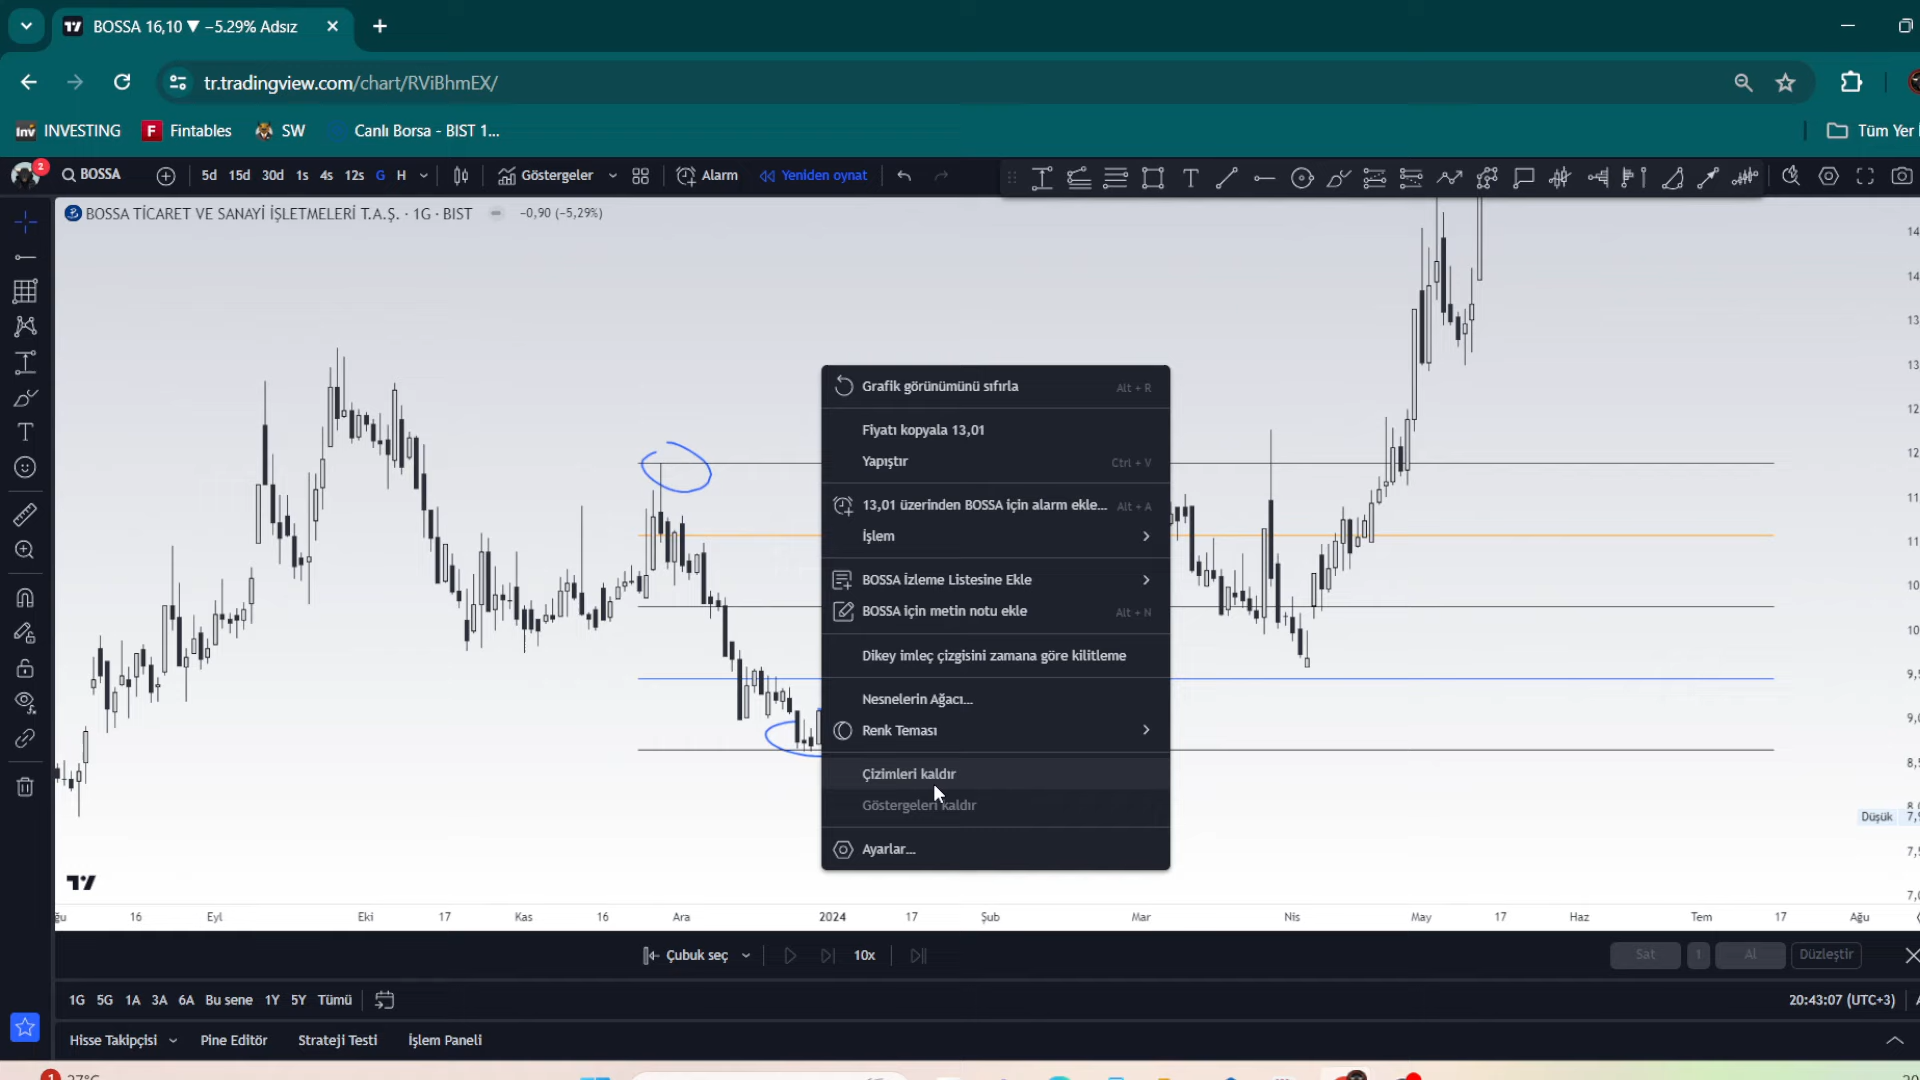 BOSSA 16,10 ▼ −5.29% Adsız
tr.tradingview.com/chart/RViBhmEX/
INVESTING Fintables SW Canlı Borsa - BIST 1... Tüm Yer
2 BOSSA 5d 15d 30d 1s 4s 12s G H Göstergeler Alarm Yeniden oynat
BOSSA TİCARET VE SANAYİ İŞLETMELERİ T.A.Ş. · 1G · BIST −0,90 (−5,29%)
Grafik görünümünü sıfırla Alt + R
Fiyatı kopyala 13,01
Yapıştır Ctrl + V
13,01 üzerinden BOSSA için alarm ekle... Alt + A
İşlem
BOSSA İzleme Listesine Ekle
BOSSA için metin notu ekle Alt + N
Dikey imleç çizgisini zamana göre kilitleme
Nesnelerin Ağacı...
Renk Teması
Çizimleri kaldır
Göstergeleri kaldır
Ayarlar...
Düşük
16 Eyl Eki 17 Kas 16 Ara 2024 17 Şub Mar Nis May 17 Haz Tem 17 Ağu
Çubuk seç 10x Sat 1 Al Düzleştir
1G 5G 1A 3A 6A Bu sene 1Y 5Y Tümü 20:43:07 (UTC+3)
Hisse Takipçisi Pine Editör Strateji Testi İşlem Paneli